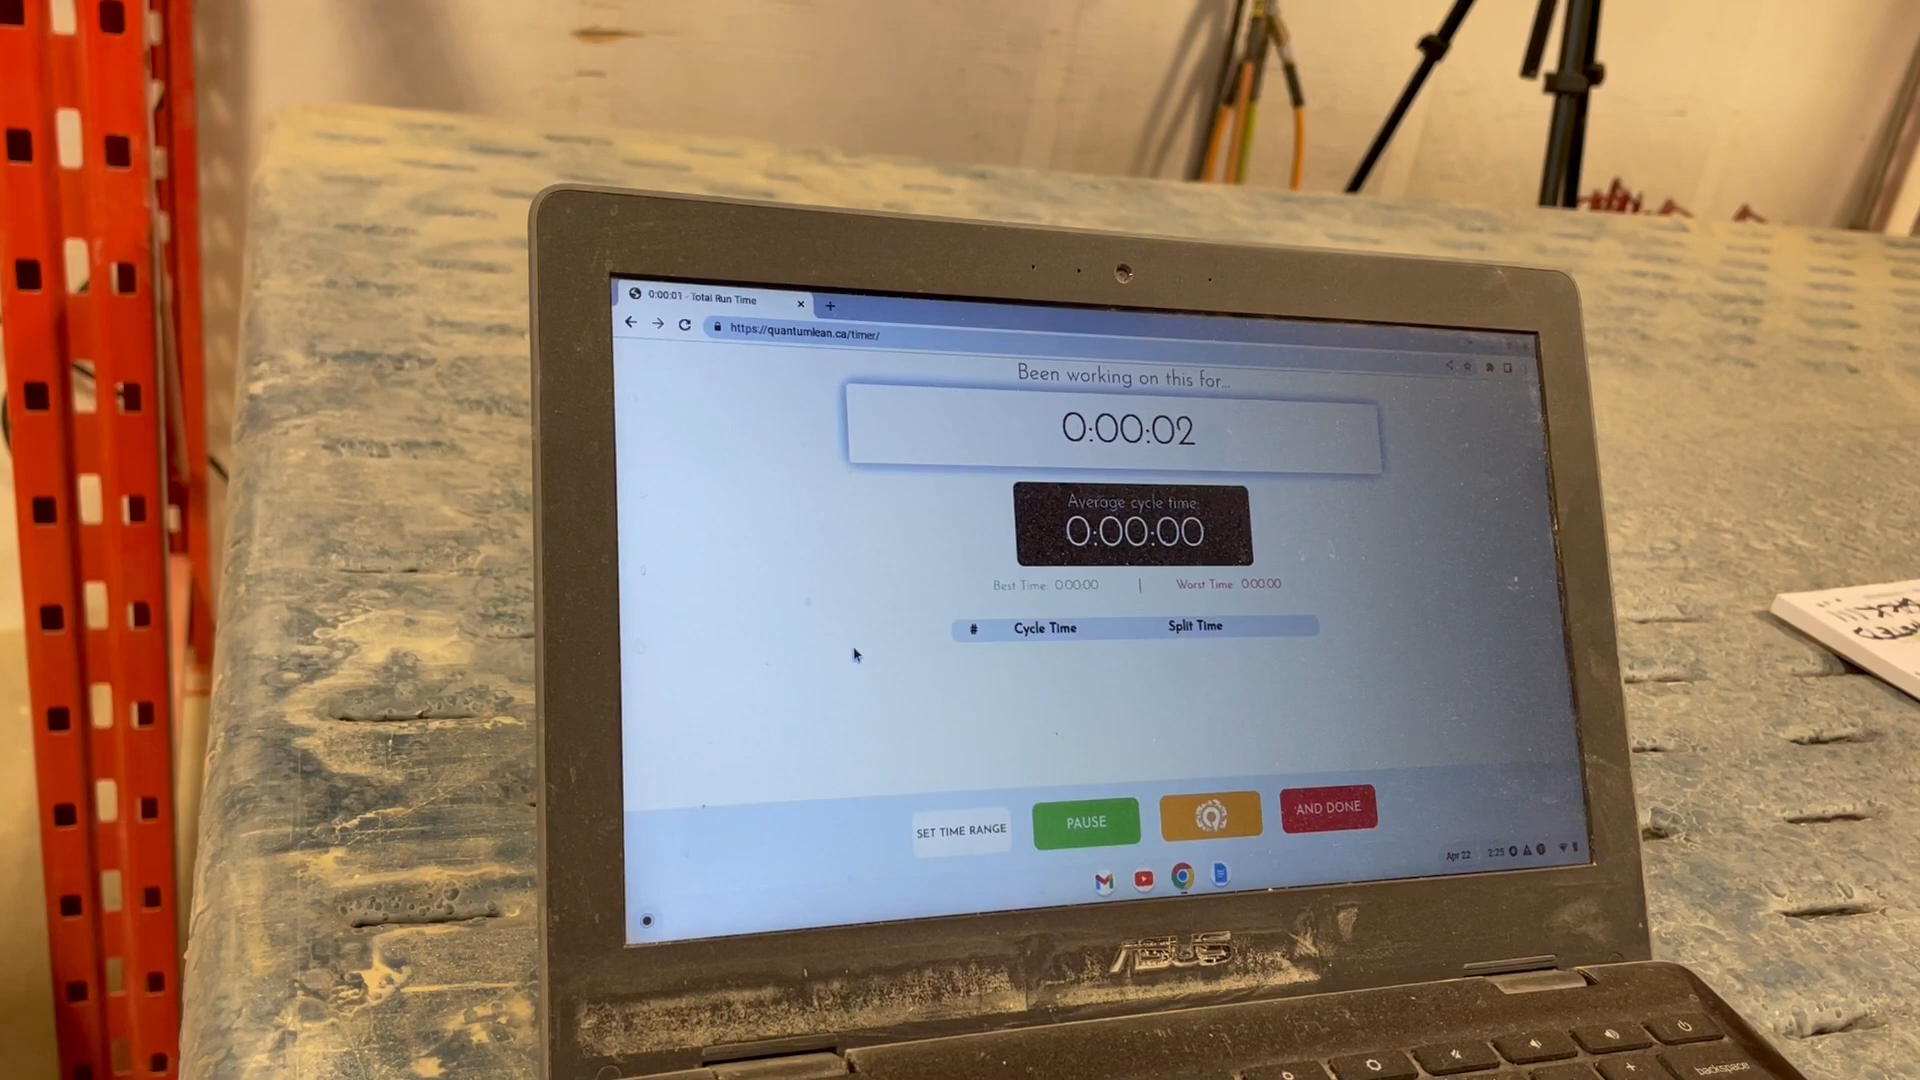 0:00:01 - Total Run Time
https://quantumlean.ca/timer/
Been working on this for...
0:00:02
Average cycle time
0:00:00
Best Time: 0:00:00 | Worst Time: 0:00:00
# Cycle Time Split Time
SET TIME RANGE PAUSE AND DONE
Apr 22 2:25
ASUS
backspace